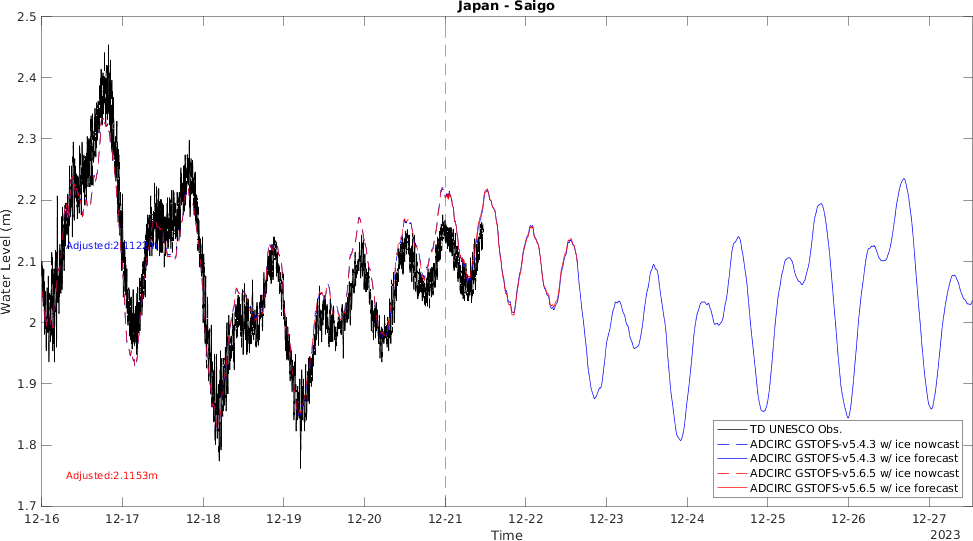 Japan - Saigo
Water Level (m)
2.5
2.4
2.3
2.2
2.1
2
1.9
1.8
1.7
Adjusted:2.1122m
Adjusted:2.1153m
TD UNESCO Obs.
ADCIRC GSTOFS-v5.4.3 w/ ice nowcast
ADCIRC GSTOFS-v5.4.3 w/ ice forecast
ADCIRC GSTOFS-v5.6.5 w/ ice nowcast
ADCIRC GSTOFS-v5.6.5 w/ ice forecast
12-16 12-17 12-18 12-19 12-20 12-21 12-22 12-23 12-24 12-25 12-26 12-27
2023
Time